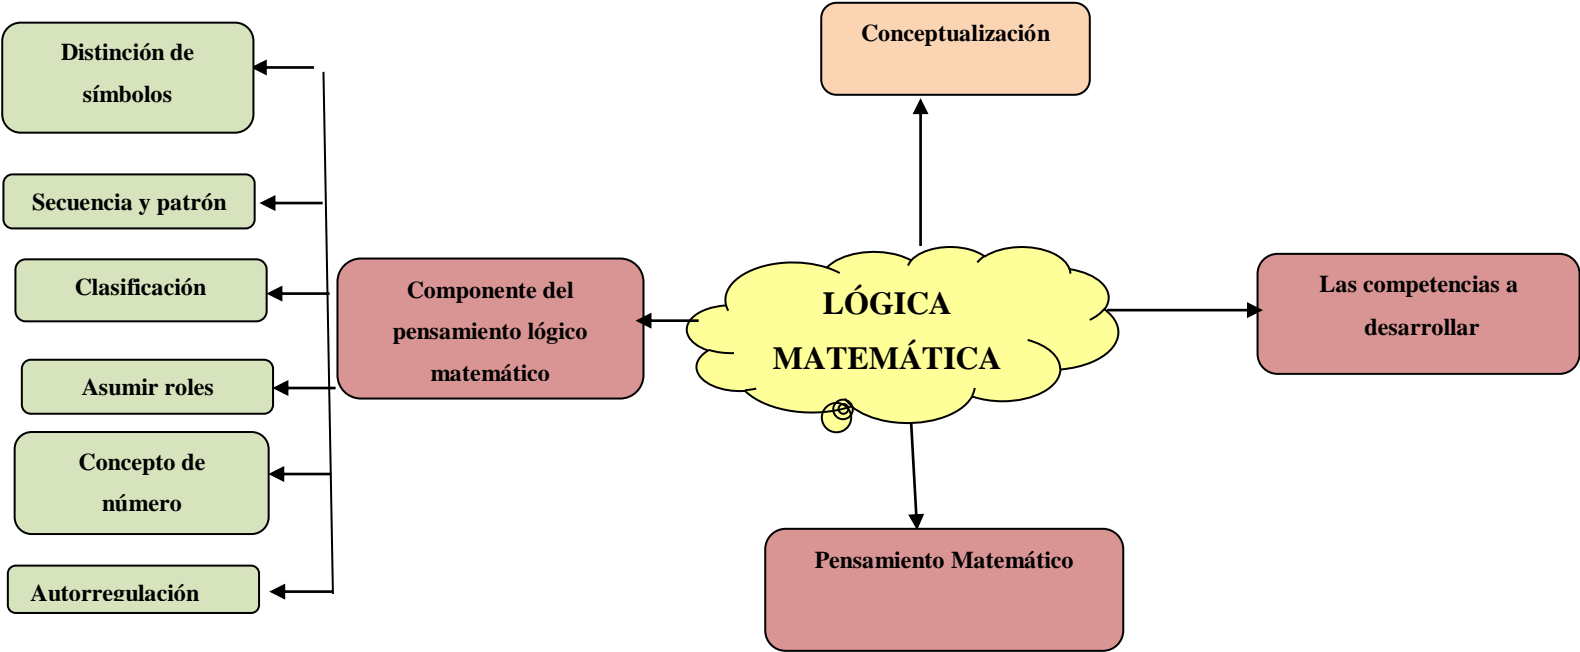 Conceptualización
Distinción de
símbolos
Secuencia y patrón
Clasificación
Asumir roles
Concepto de
número
Autorregulación
Componente del
pensamiento lógico
matemático
LÓGICA
MATEMÁTICA
Las competencias a
desarrollar
Pensamiento Matemático